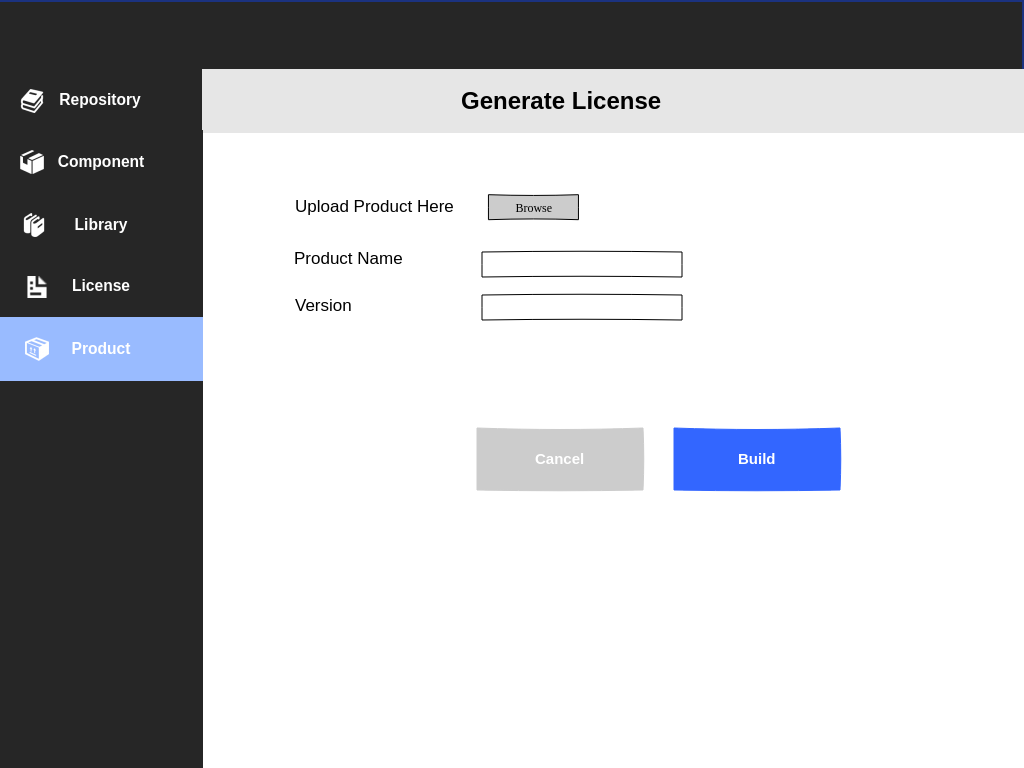 Generate License
Repository
Component
Library
License
Product
Upload Product Here
Browse
Product Name
Version
Cancel
Build